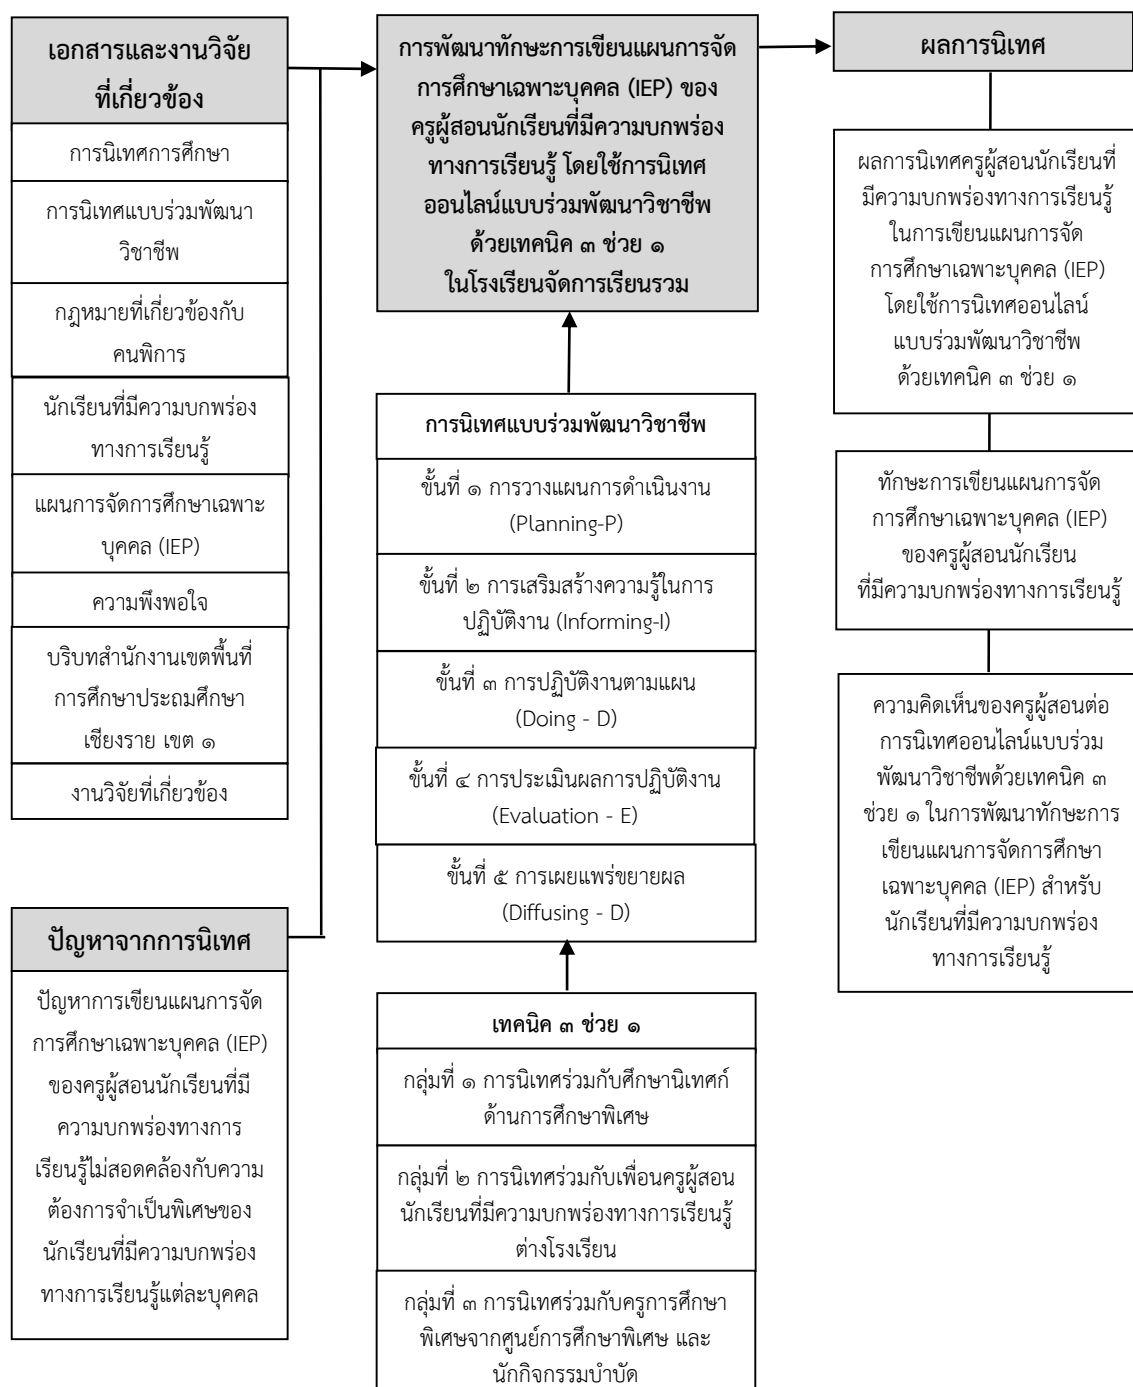 เอกสารและงานวิจัย
ที่เกี่ยวข้อง
การนิเทศการศึกษา
การนิเทศแบบร่วมพัฒนา
วิชาชีพ
กฎหมายที่เกี่ยวข้องกับ
คนพิการ
นักเรียนที่มีความบกพร่อง
ทางการเรียนรู้
แผนการจัดการศึกษาเฉพาะ
บุคคล (IEP)
ความพึงพอใจ
บริบทสำนักงานเขตพื้นที่
การศึกษาประถมศึกษา
เชียงราย เขต ๑
งานวิจัยที่เกี่ยวข้อง
ปัญหาจากการนิเทศ
ปัญหาการเขียนแผนการจัด
การศึกษาเฉพาะบุคคล (IEP)
ของครูผู้สอนนักเรียนที่มี
ความบกพร่องทางการ
เรียนรู้ไม่สอดคล้องกับความ
ต้องการจำเป็นพิเศษของ
นักเรียนที่มีความบกพร่อง
ทางการเรียนรู้แต่ละบุคคล
การพัฒนาทักษะการเขียนแผนการจัด
การศึกษาเฉพาะบุคคล (IEP) ของ
ครูผู้สอนนักเรียนที่มีความบกพร่อง
ทางการเรียนรู้ โดยใช้การนิเทศ
ออนไลน์แบบร่วมพัฒนาวิชาชีพ
ด้วยเทคนิค ๓ ช่วย ๑
ในโรงเรียนจัดการเรียนรวม
การนิเทศแบบร่วมพัฒนาวิชาชีพ
ขั้นที่ ๑ การวางแผนการดำเนินงาน
(Planning-P)
ขั้นที่ ๒ การเสริมสร้างความรู้ในการ
ปฏิบัติงาน (Informing-I)
ขั้นที่ ๓ การปฏิบัติงานตามแผน
(Doing - D)
ขั้นที่ ๔ การประเมินผลการปฏิบัติงาน
(Evaluation - E)
ขั้นที่ ๕ การเผยแพร่ขยายผล
(Diffusing - D)
เทคนิค ๓ ช่วย ๑
กลุ่มที่ ๑ การนิเทศร่วมกับศึกษานิเทศก์
ด้านการศึกษาพิเศษ
กลุ่มที่ ๒ การนิเทศร่วมกับเพื่อนครูผู้สอน
นักเรียนที่มีความบกพร่องทางการเรียนรู้
ต่างโรงเรียน
กลุ่มที่ ๓ การนิเทศร่วมกับครูการศึกษา
พิเศษจากศูนย์การศึกษาพิเศษ และ
นักกิจกรรมบำบัด
ผลการนิเทศ
ผลการนิเทศครูผู้สอนนักเรียนที่
มีความบกพร่องทางการเรียนรู้
ในการเขียนแผนการจัด
การศึกษาเฉพาะบุคคล (IEP)
โดยใช้การนิเทศออนไลน์
แบบร่วมพัฒนาวิชาชีพ
ด้วยเทคนิค ๓ ช่วย ๑
ทักษะการเขียนแผนการจัด
การศึกษาเฉพาะบุคคล (IEP)
ของครูผู้สอนนักเรียน
ที่มีความบกพร่องทางการเรียนรู้
ความคิดเห็นของครูผู้สอนต่อ
การนิเทศออนไลน์แบบร่วม
พัฒนาวิชาชีพด้วยเทคนิค ๓
ช่วย ๑ ในการพัฒนาทักษะการ
เขียนแผนการจัดการศึกษา
เฉพาะบุคคล (IEP) สำหรับ
นักเรียนที่มีความบกพร่อง
ทางการเรียนรู้